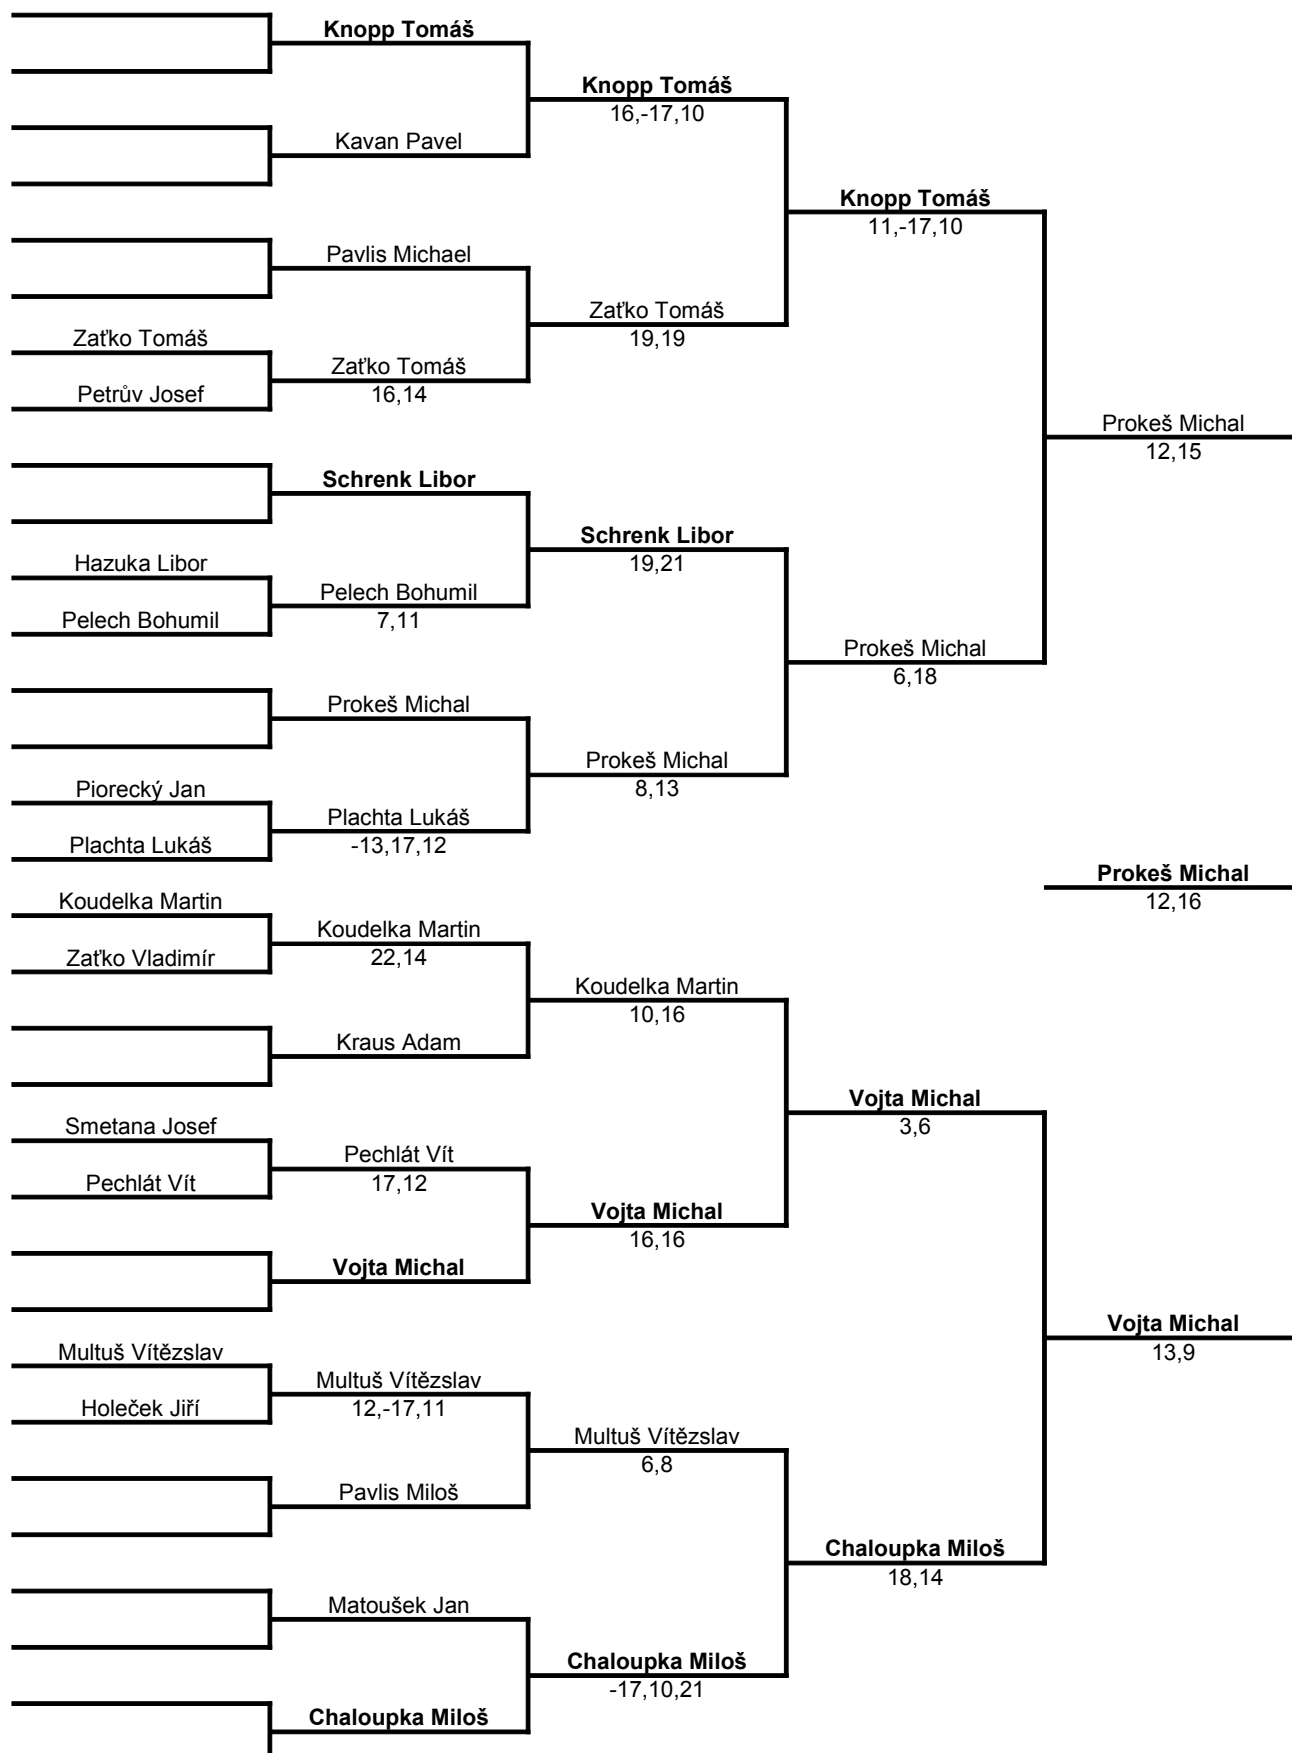 Knopp Tomáš
Knopp Tomáš
16,-17,10
Kavan Pavel
Knopp Tomáš
11,-17,10
Pavlis Michael
Zaťko Tomáš
19,19
Zaťko Tomáš
Zaťko Tomáš
16,14
Petrův Josef
Prokeš Michal
12,15
Schrenk Libor
Schrenk Libor
19,21
Hazuka Libor
Pelech Bohumil
7,11
Pelech Bohumil
Prokeš Michal
6,18
Prokeš Michal
Prokeš Michal
8,13
Piorecký Jan
Plachta Lukáš
-13,17,12
Plachta Lukáš
Prokeš Michal
12,16
Koudelka Martin
Koudelka Martin
22,14
Zaťko Vladimír
Koudelka Martin
10,16
Kraus Adam
Vojta Michal
3,6
Smetana Josef
Pechlát Vít
17,12
Pechlát Vít
Vojta Michal
16,16
Vojta Michal
Vojta Michal
13,9
Multuš Vítězslav
Multuš Vítězslav
12,-17,11
Holeček Jiří
Multuš Vítězslav
6,8
Pavlis Miloš
Chaloupka Miloš
18,14
Matoušek Jan
Chaloupka Miloš
-17,10,21
Chaloupka Miloš